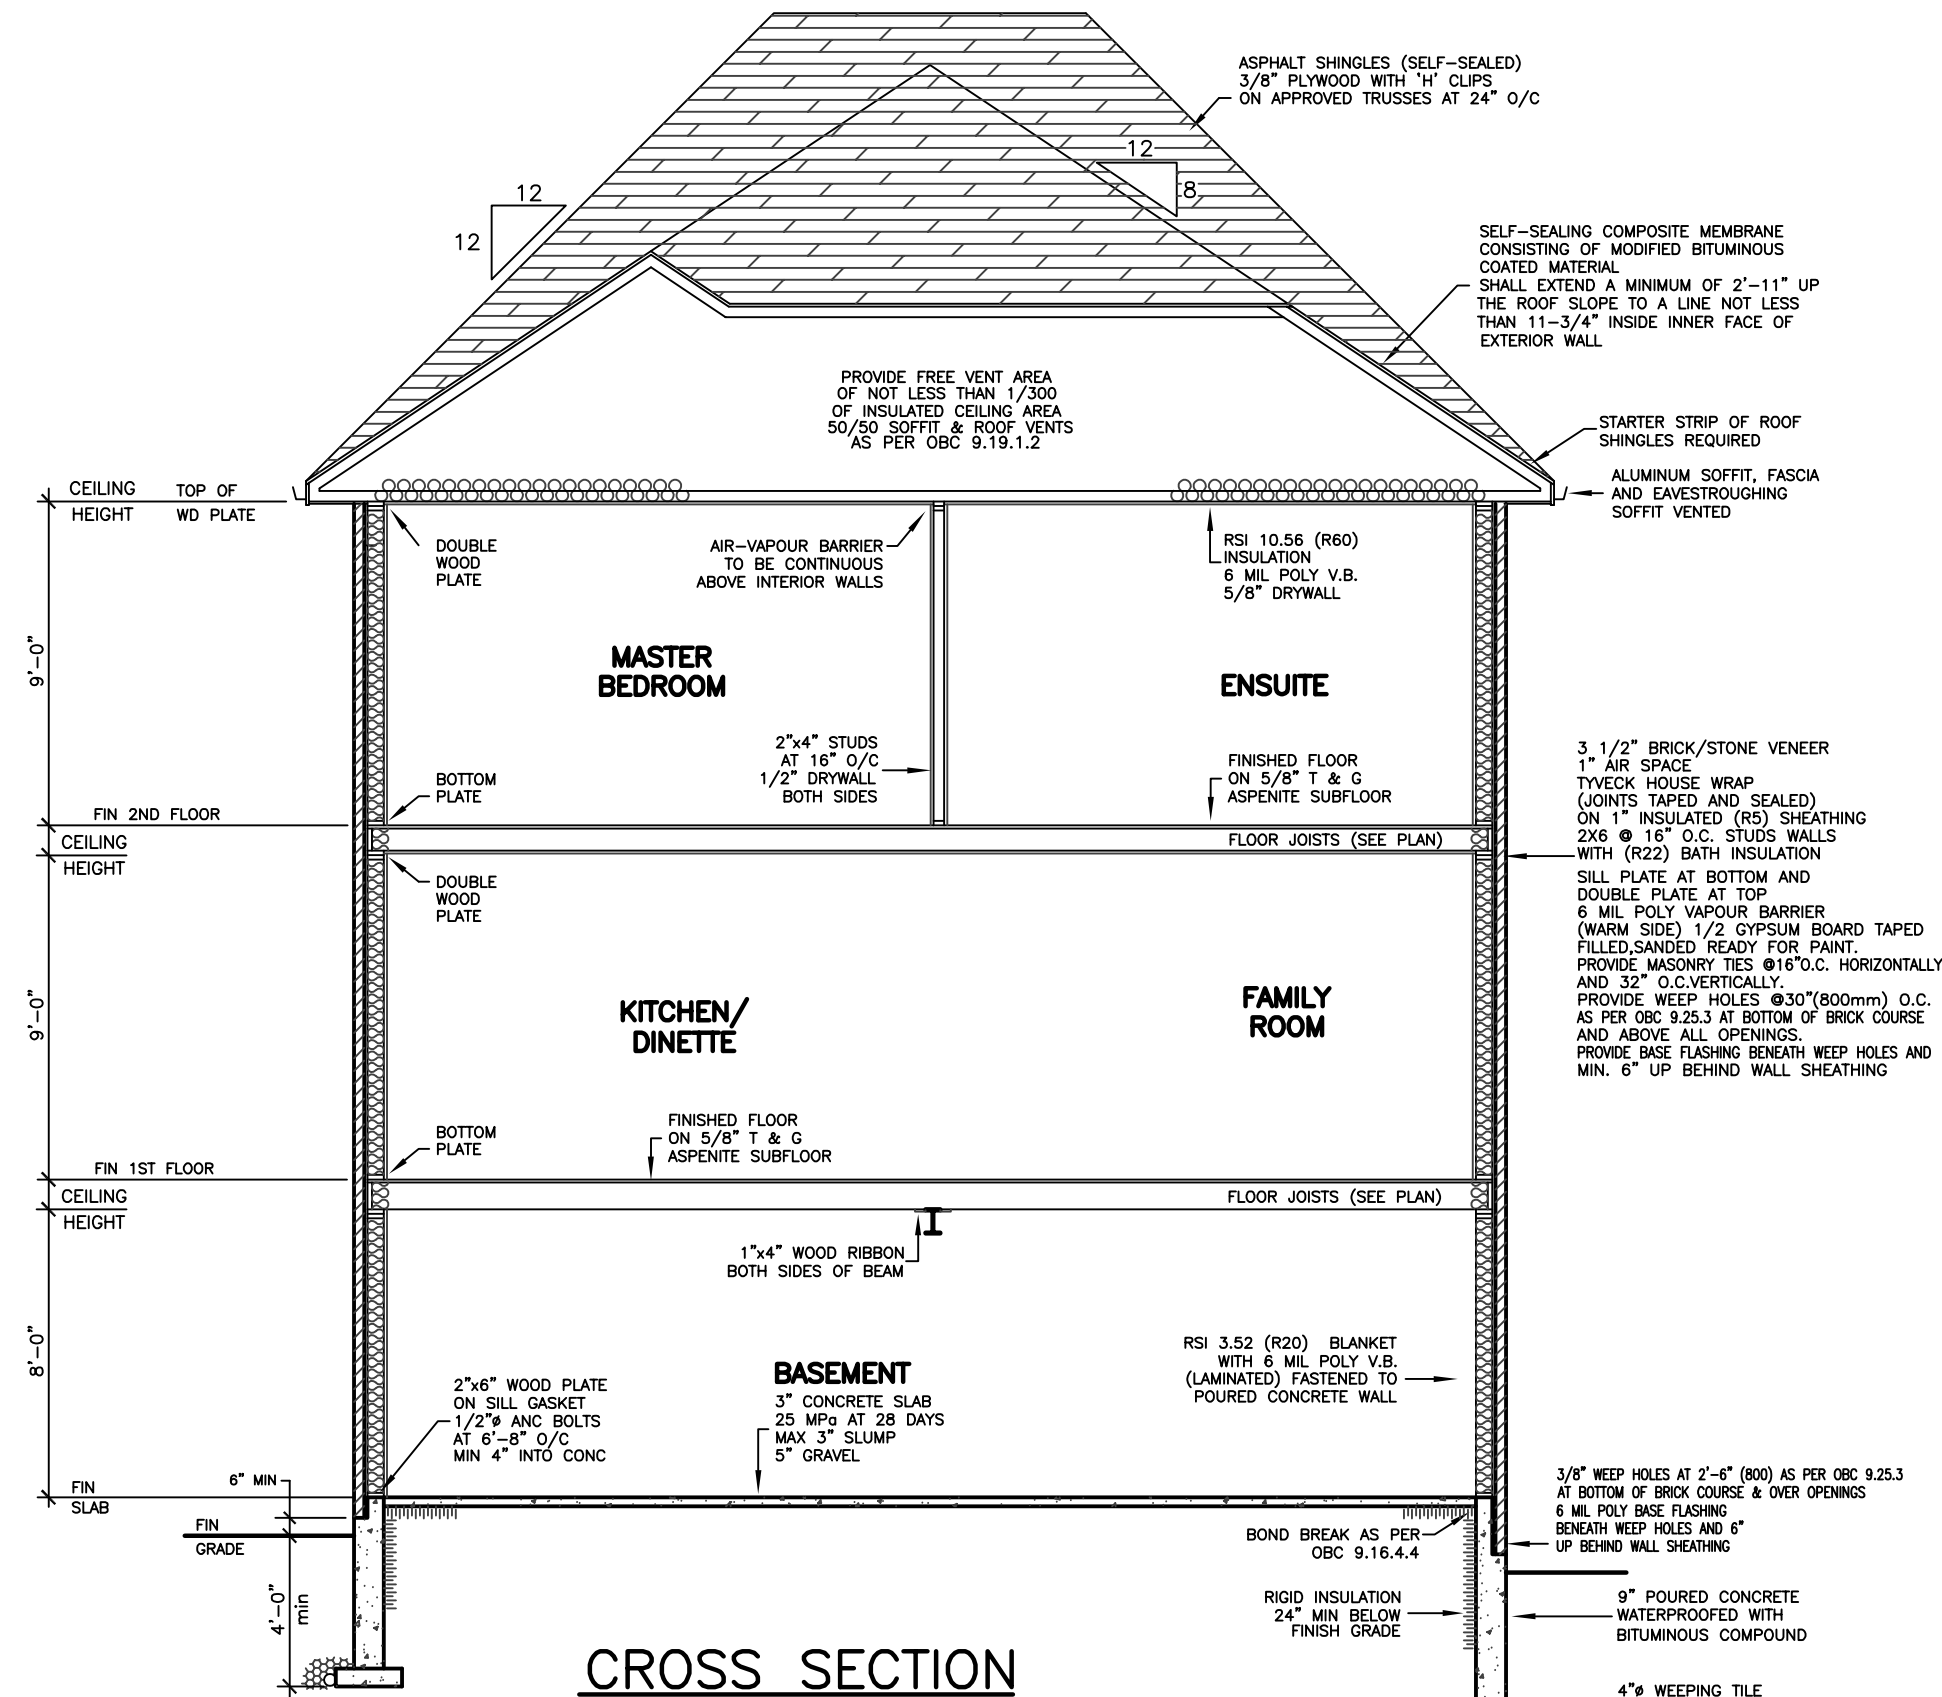 ASPHALT SHINGLES (SELF-SEALED)
3/8" PLYWOOD WITH 'H' CLIPS
ON APPROVED TRUSSES AT 24" O/C
12
8
12
12
SELF-SEALING COMPOSITE MEMBRANE
CONSISTING OF MODIFIED BITUMINOUS
COATED MATERIAL
SHALL EXTEND A MINIMUM OF 2'-11" UP
THE ROOF SLOPE TO A LINE NOT LESS
THAN 11-3/4" INSIDE INNER FACE OF
EXTERIOR WALL
PROVIDE FREE VENT AREA
OF NOT LESS THAN 1/300
OF INSULATED CEILING AREA
50/50 SOFFIT & ROOF VENTS
AS PER OBC 9.19.1.2
STARTER STRIP OF ROOF
SHINGLES REQUIRED
ALUMINUM SOFFIT, FASCIA
AND EAVESTROUGHING
SOFFIT VENTED
CEILING
HEIGHT
TOP OF
WD PLATE
DOUBLE
WOOD
PLATE
AIR-VAPOUR BARRIER
TO BE CONTINUOUS
ABOVE INTERIOR WALLS
RSI 10.56 (R60)
INSULATION
6 MIL POLY V.B.
5/8" DRYWALL
9'-0"
MASTER
BEDROOM
ENSUITE
2"x4" STUDS
AT 16" O/C
1/2" DRYWALL
BOTH SIDES
BOTTOM
PLATE
FINISHED FLOOR
ON 5/8" T & G
ASPENITE SUBFLOOR
FIN 2ND FLOOR
CEILING
HEIGHT
FLOOR JOISTS (SEE PLAN)
DOUBLE
WOOD
PLATE
3 1/2" BRICK/STONE VENEER
1" AIR SPACE
TYVECK HOUSE WRAP
(JOINTS TAPED AND SEALED)
ON 1" INSULATED (R5) SHEATHING
2X6 @ 16" O.C. STUDS WALLS
WITH (R22) BATH INSULATION
SILL PLATE AT BOTTOM AND
DOUBLE PLATE AT TOP
6 MIL POLY VAPOUR BARRIER
(WARM SIDE) 1/2 GYPSUM BOARD TAPED
FILLED,SANDED READY FOR PAINT.
PROVIDE MASONRY TIES @16"O.C. HORIZONTALLY
AND 32" O.C.VERTICALLY.
PROVIDE WEEP HOLES @30"(800mm) O.C.
AS PER OBC 9.25.3 AT BOTTOM OF BRICK COURSE
AND ABOVE ALL OPENINGS.
PROVIDE BASE FLASHING BENEATH WEEP HOLES AND
MIN. 6" UP BEHIND WALL SHEATHING
9'-0"
KITCHEN/
DINETTE
FAMILY
ROOM
BOTTOM
PLATE
FINISHED FLOOR
ON 5/8" T & G
ASPENITE SUBFLOOR
FIN 1ST FLOOR
CEILING
HEIGHT
FLOOR JOISTS (SEE PLAN)
1"x4" WOOD RIBBON
BOTH SIDES OF BEAM
8'-0"
BASEMENT
3" CONCRETE SLAB
25 MPa AT 28 DAYS
MAX 3" SLUMP
5" GRAVEL
2"x6" WOOD PLATE
ON SILL GASKET
1/2"ø ANC BOLTS
AT 6'-8" O/C
MIN 4" INTO CONC
RSI 3.52 (R20) BLANKET
WITH 6 MIL POLY V.B.
(LAMINATED) FASTENED TO
POURED CONCRETE WALL
6" MIN
FIN
SLAB
FIN
GRADE
4'-0"
min
3/8" WEEP HOLES AT 2'-6" (800) AS PER OBC 9.25.3
AT BOTTOM OF BRICK COURSE & OVER OPENINGS
6 MIL POLY BASE FLASHING
BENEATH WEEP HOLES AND 6"
UP BEHIND WALL SHEATHING
BOND BREAK AS PER
OBC 9.16.4.4
RIGID INSULATION
24" MIN BELOW
FINISH GRADE
9" POURED CONCRETE
WATERPROOFED WITH
BITUMINOUS COMPOUND
4"ø WEEPING TILE
CROSS SECTION